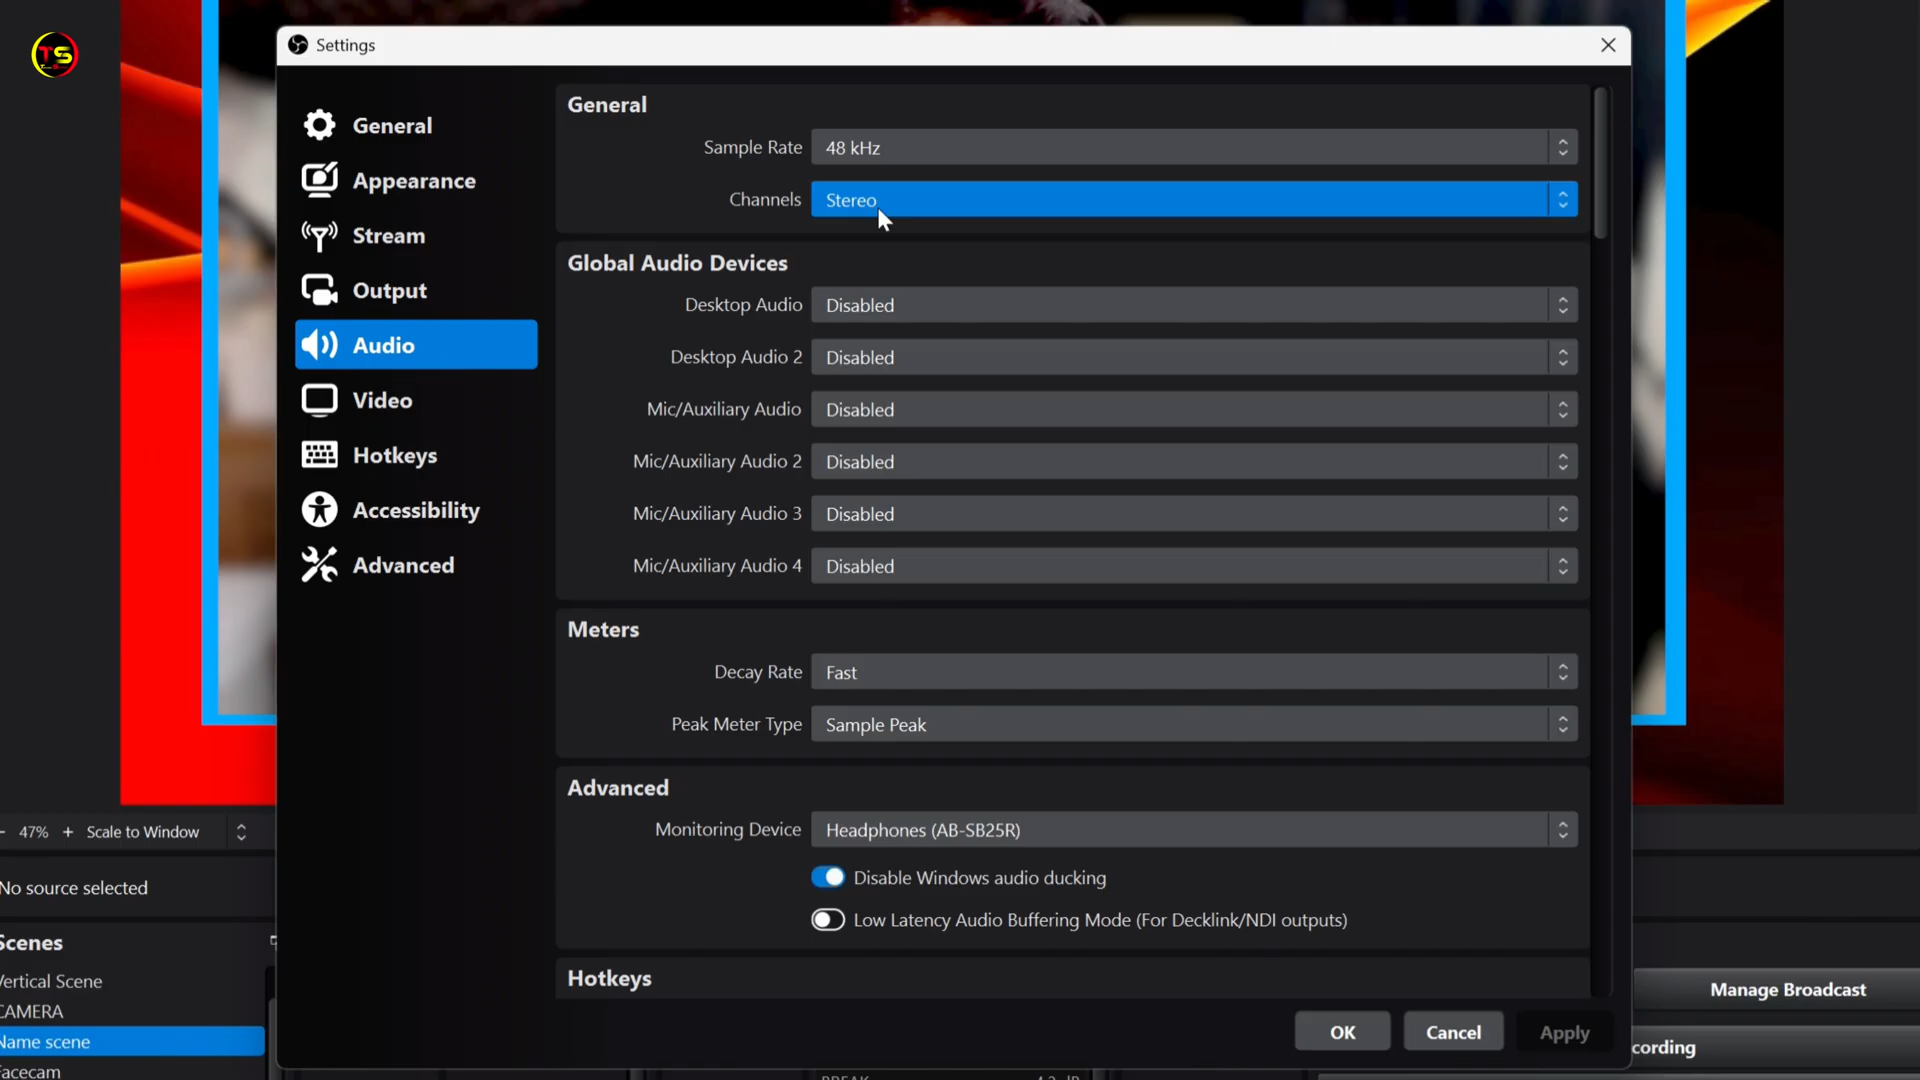 TS
Settings
General
Appearance
Stream
Output
Audio
Video
Hotkeys
Accessibility
Advanced
General
Sample Rate 48 kHz
Channels Stereo
Global Audio Devices
Desktop Audio Disabled
Desktop Audio 2 Disabled
Mic/Auxiliary Audio Disabled
Mic/Auxiliary Audio 2 Disabled
Mic/Auxiliary Audio 3 Disabled
Mic/Auxiliary Audio 4 Disabled
Meters
Decay Rate Fast
Peak Meter Type Sample Peak
Advanced
Monitoring Device Headphones (AB-SB25R)
Disable Windows audio ducking
Low Latency Audio Buffering Mode (For Decklink/NDI outputs)
Hotkeys
OK Cancel Apply
- 47% + Scale to Window
No source selected
Scenes
Vertical Scene
CAMERA
Name scene
Facecam
Manage Broadcast
cording